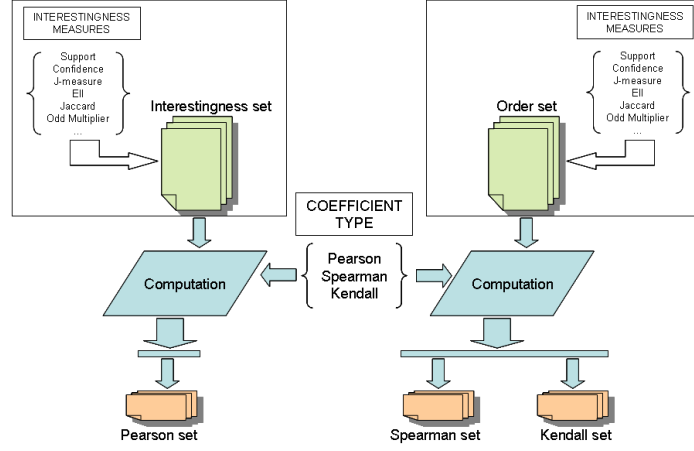 INTERESTINGNESS
MEASURES
Support
Confidence
J-measure
EII
Jaccard
Odd Multiplier
...
Interestingness set
INTERESTINGNESS
MEASURES
Support
Confidence
J-measure
EII
Jaccard
Odd Multiplier
...
Order set
COEFFICIENT
TYPE
Pearson
Spearman
Kendall
Computation
Computation
Pearson set
Spearman set
Kendall set